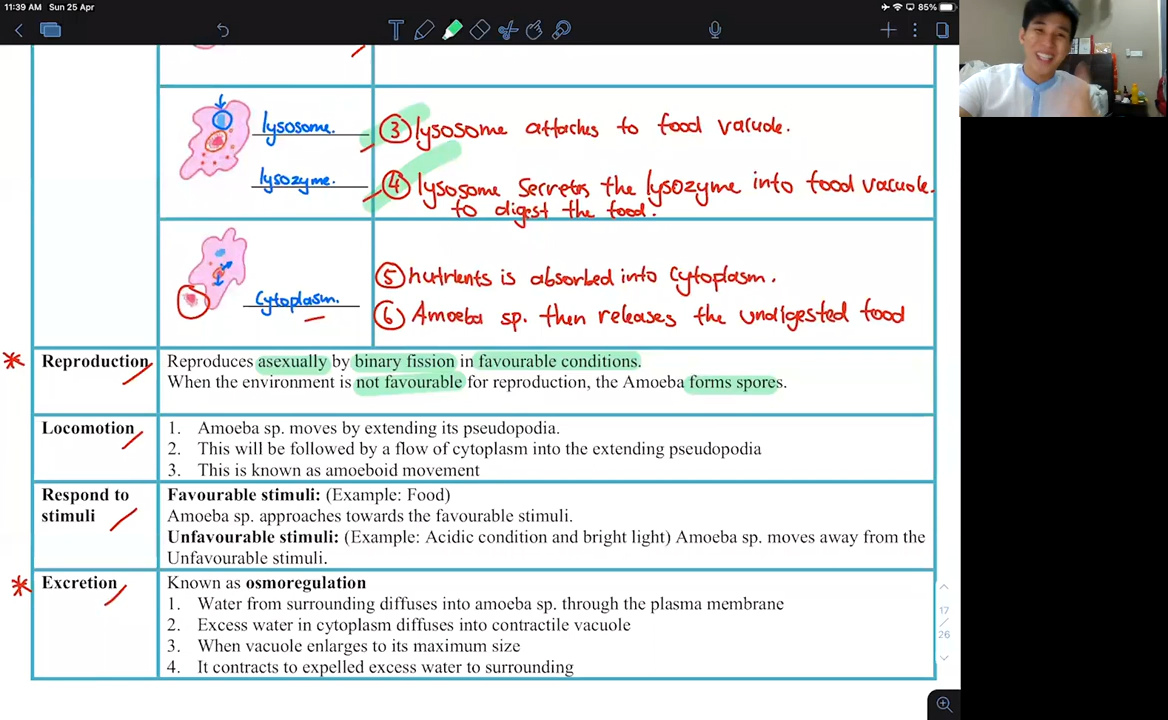 11:39 AM Sun 25 Apr
85%
lysosome.
③ lysosome attaches to food vacuole.
lysozyme.
④ lysosome secretes the lysozyme into food vacuole.
to digest the food.
⑤ nutrients is absorbed into cytoplasm.
Cytoplasm.
⑥ Amoeba sp. then releases the undigested food
* Reproduction
Reproduces asexually by binary fission in favourable conditions.
When the environment is not favourable for reproduction, the Amoeba forms spores.
Locomotion
1. Amoeba sp. moves by extending its pseudopodia.
2. This will be followed by a flow of cytoplasm into the extending pseudopodia
3. This is known as amoeboid movement
Respond to
stimuli
Favourable stimuli: (Example: Food)
Amoeba sp. approaches towards the favourable stimuli.
Unfavourable stimuli: (Example: Acidic condition and bright light) Amoeba sp. moves away from the
Unfavourable stimuli.
* Excretion
Known as osmoregulation
1. Water from surrounding diffuses into amoeba sp. through the plasma membrane
2. Excess water in cytoplasm diffuses into contractile vacuole
3. When vacuole enlarges to its maximum size
4. It contracts to expelled excess water to surrounding
17
/
26